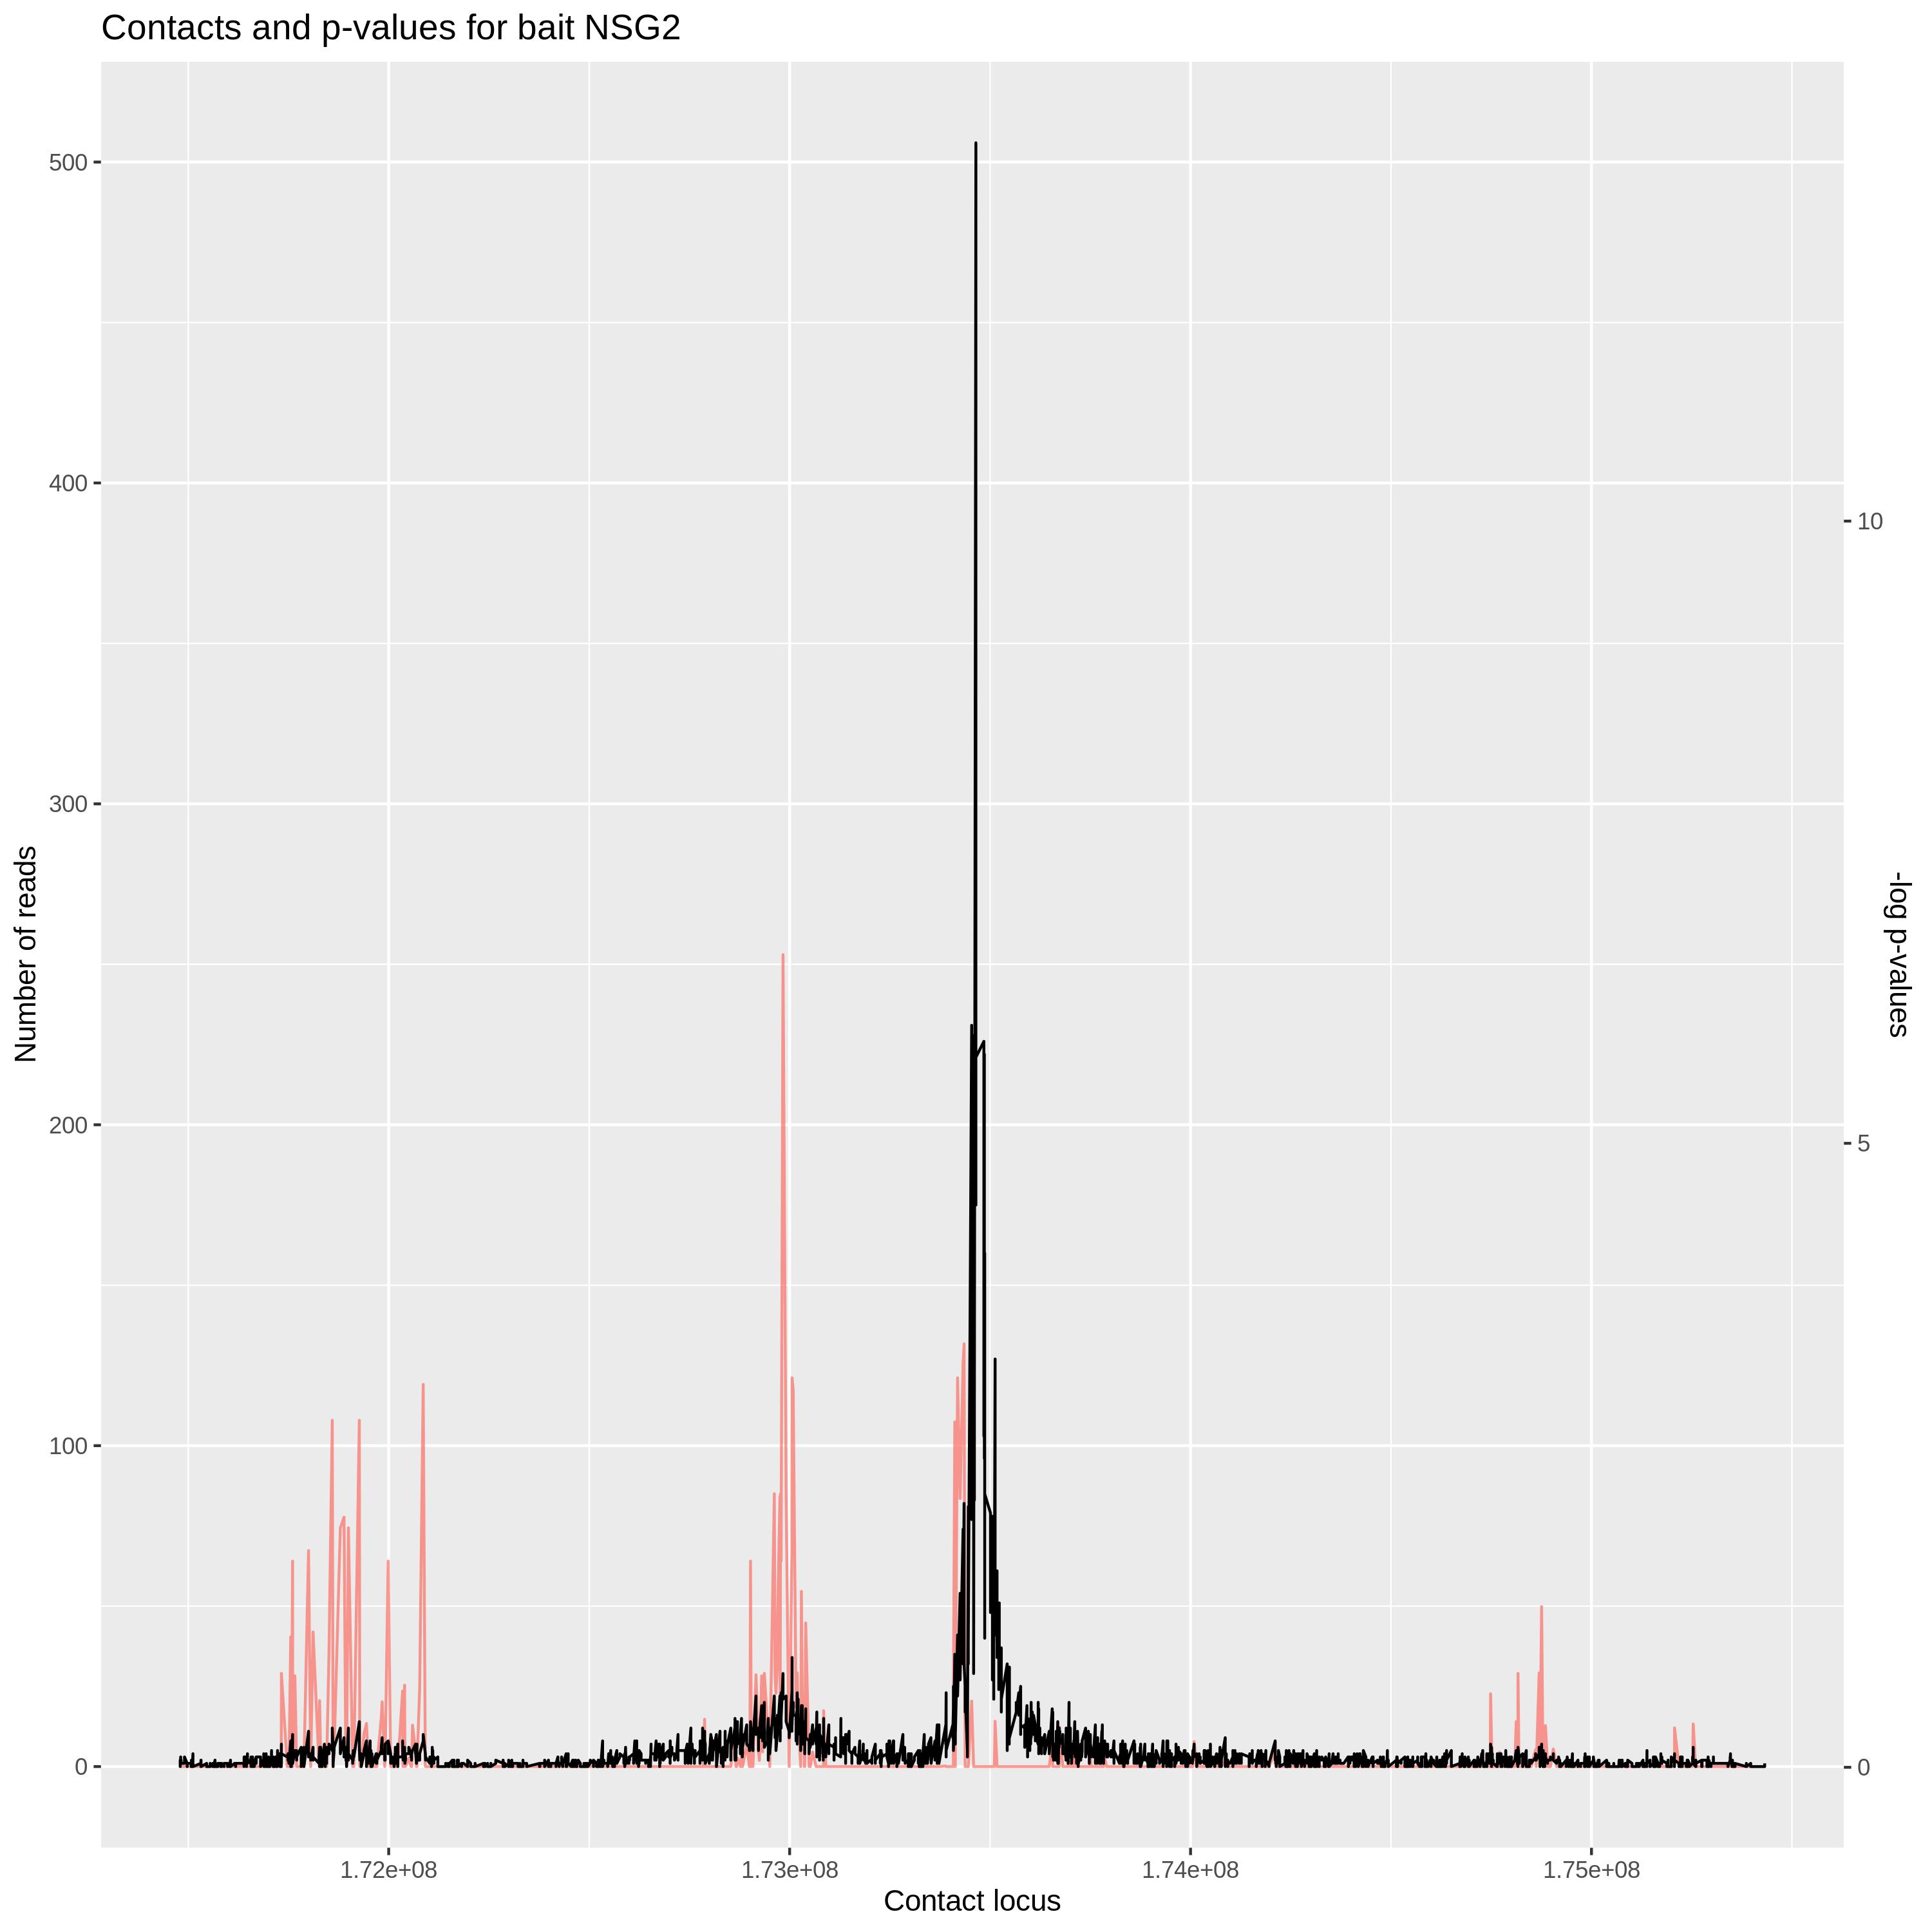 Contacts and p-values for bait NSG2
500
400
300
200
100
0
Number of reads
10
5
0
-log p-values
1.72e+08
1.73e+08
1.74e+08
1.75e+08
Contact locus